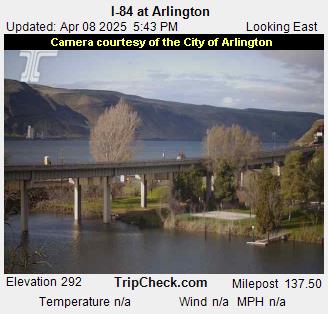 I-84 at Arlington
Updated: Apr 08 2025 5:43 PM Looking East
Camera courtesy of the City of Arlington
Elevation 292 TripCheck.com Milepost 137.50
Temperature n/a Wind n/a MPH n/a